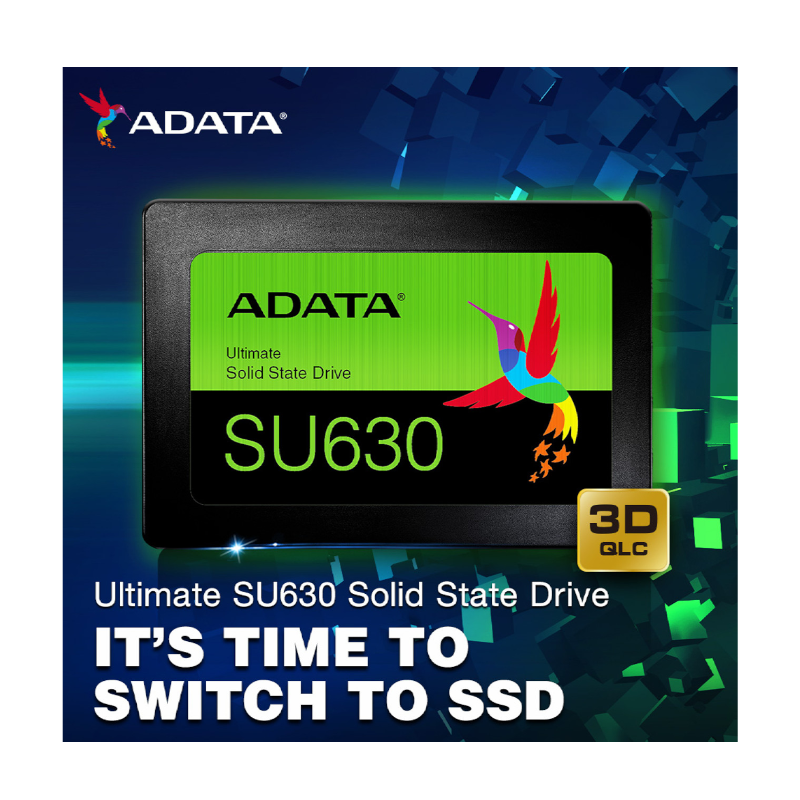 ADATA®
ADATA®
Ultimate
Solid State Drive
SU630
3D
QLC
Ultimate SU630 Solid State Drive
IT'S TIME TO
SWITCH TO SSD